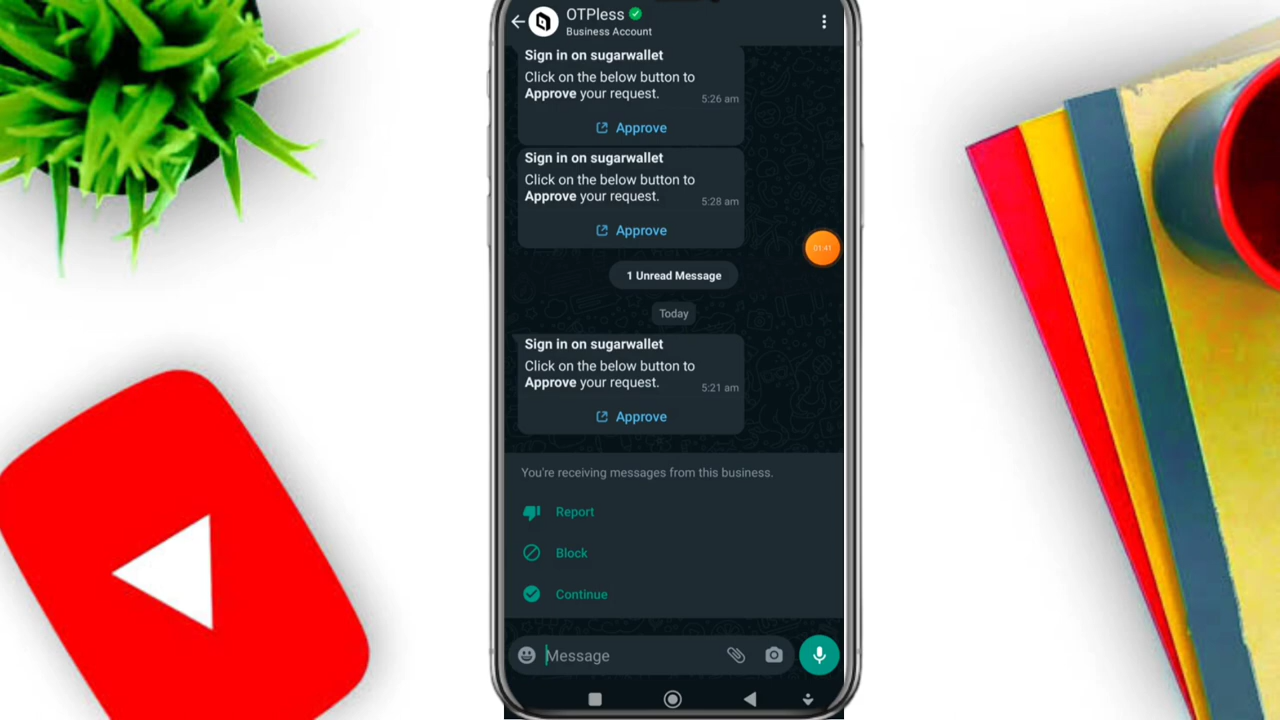 OTPless
Business Account
Sign in on sugarwallet
Click on the below button to
Approve your request.
5:26 am
Approve
Sign in on sugarwallet
Click on the below button to
Approve your request.
5:28 am
Approve
01:41
1 Unread Message
Today
Sign in on sugarwallet
Click on the below button to
Approve your request.
5:21 am
Approve
You're receiving messages from this business.
Report
Block
Continue
Message